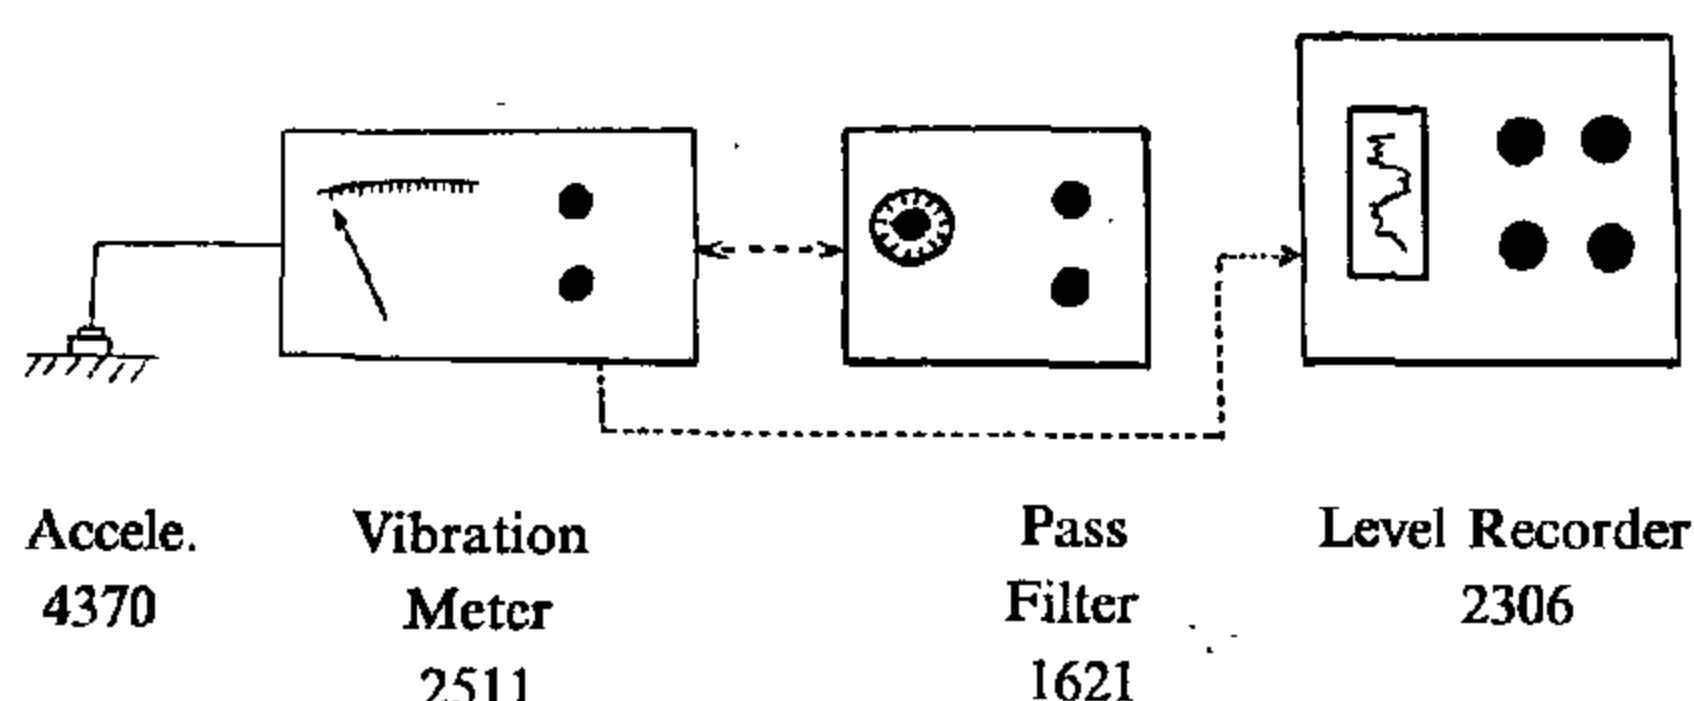 Accele.
4370
Vibration
Meter
2511
Pass
Filter
1621
Level Recorder
2306